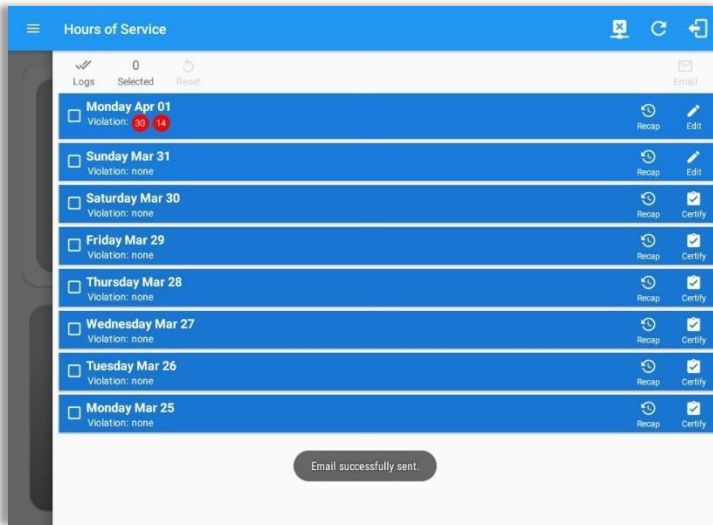 Hours of Service
0
Logs Selected Reset Email
Monday Apr 01
Violation: 30 14
Recap Edit
Sunday Mar 31
Violation: none
Recap Edit
Saturday Mar 30
Violation: none
Recap Certify
Friday Mar 29
Violation: none
Recap Certify
Thursday Mar 28
Violation: none
Recap Certify
Wednesday Mar 27
Violation: none
Recap Certify
Tuesday Mar 26
Violation: none
Recap Certify
Monday Mar 25
Violation: none
Recap Certify
Email successfully sent.